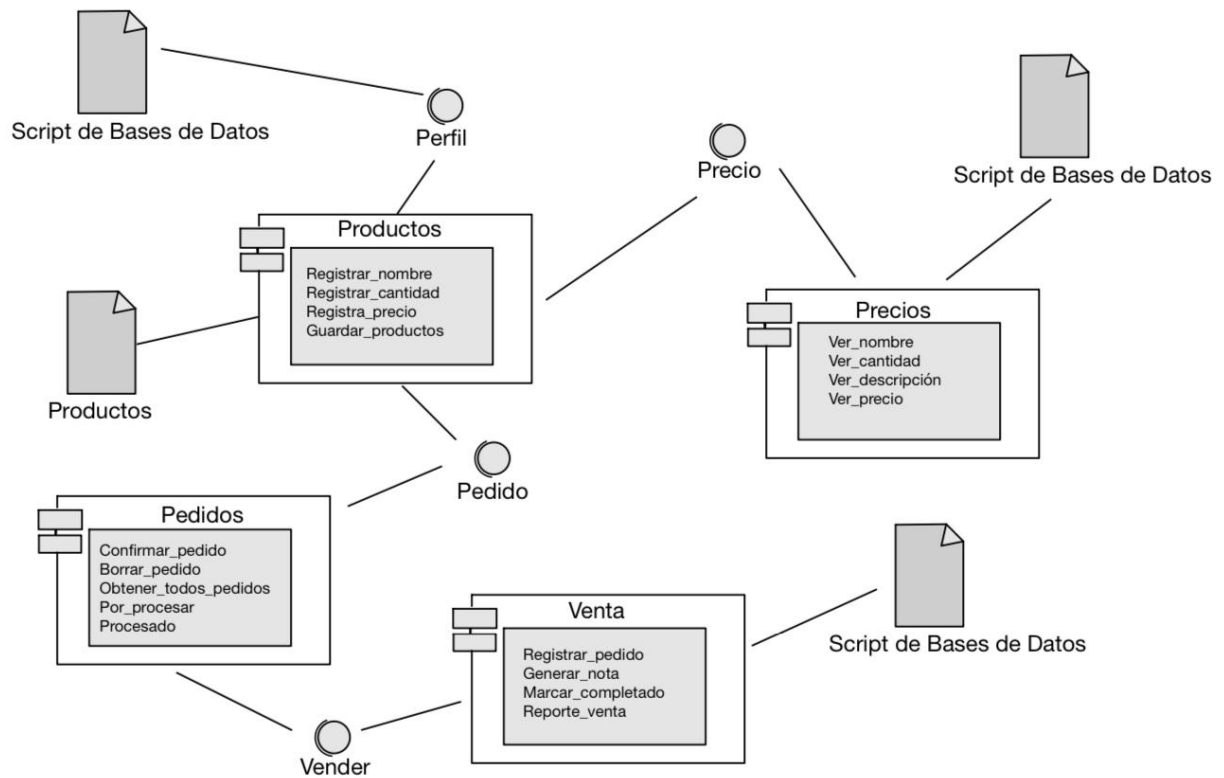 Script de Bases de Datos
Perfil
Precio
Script de Bases de Datos
Productos
Registrar_nombre
Registrar_cantidad
Registra_precio
Guardar_productos
Productos
Precios
Ver_nombre
Ver_cantidad
Ver_descripción
Ver_precio
Pedido
Pedidos
Confirmar_pedido
Borrar_pedido
Obtener_todos_pedidos
Por_procesar
Procesado
Venta
Registrar_pedido
Generar_nota
Marcar_completado
Reporte_venta
Script de Bases de Datos
Vender